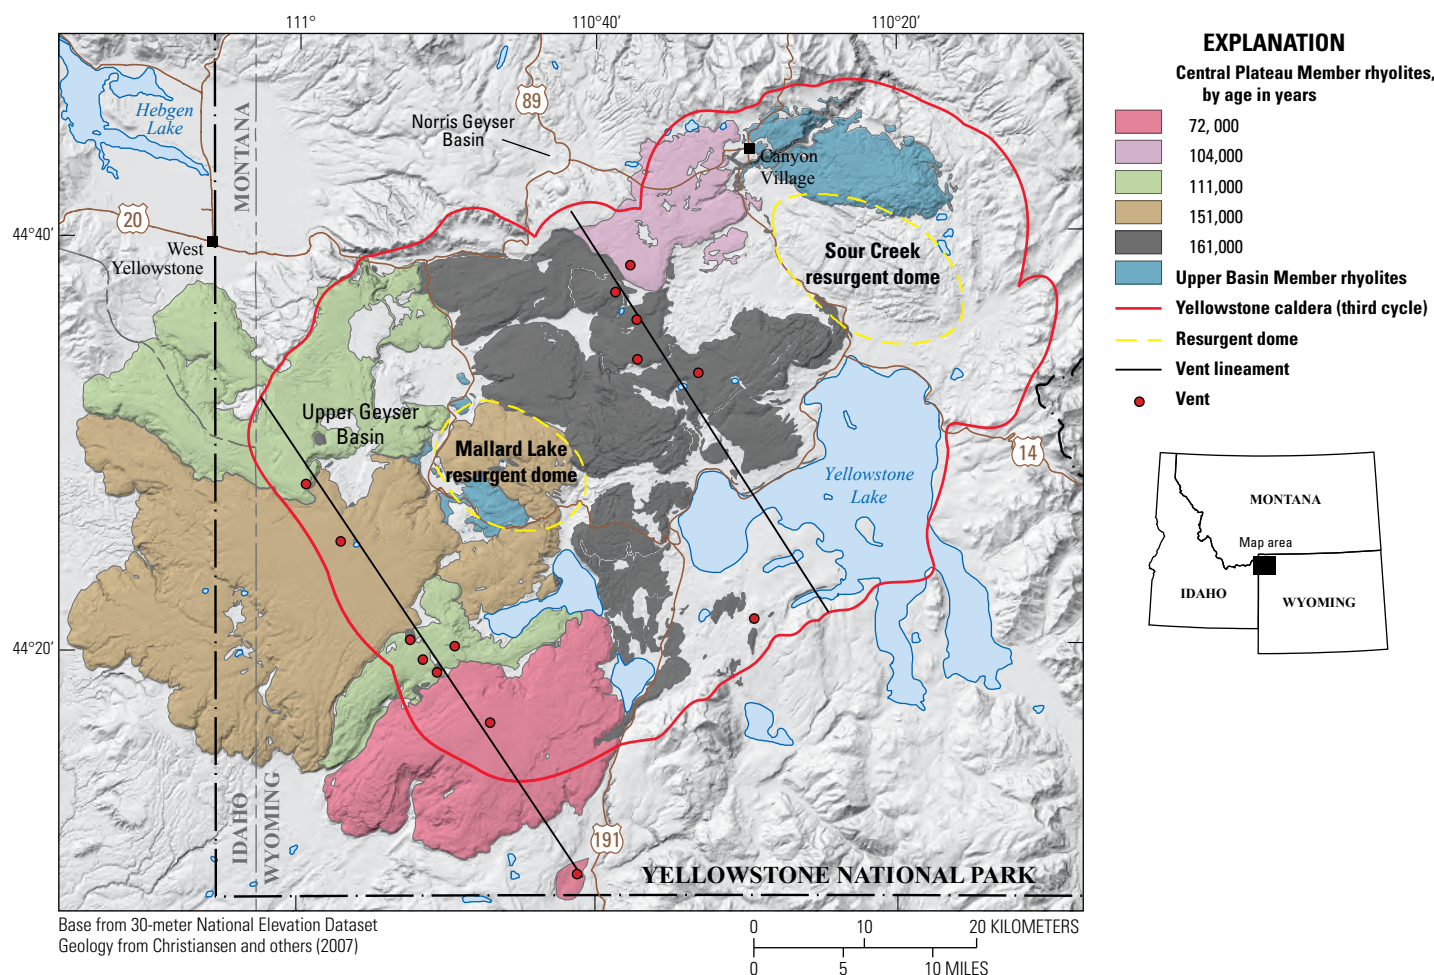 111°
110°40'
110°20'
44°40'
44°20'
Hebgen
Lake
MONTANA
89
Norris Geyser
Basin
Canyon
Village
20
West
Yellowstone
Sour Creek
resurgent dome
Upper Geyser
Basin
Mallard Lake
resurgent dome
Yellowstone
Lake
14
IDAHO
WYOMING
191
YELLOWSTONE NATIONAL PARK
Base from 30-meter National Elevation Dataset
Geology from Christiansen and others (2007)
0 10 20 KILOMETERS
0 5 10 MILES
EXPLANATION
Central Plateau Member rhyolites,
by age in years
72, 000
104,000
111,000
151,000
161,000
Upper Basin Member rhyolites
Yellowstone caldera (third cycle)
Resurgent dome
Vent lineament
Vent
MONTANA
Map area
IDAHO
WYOMING